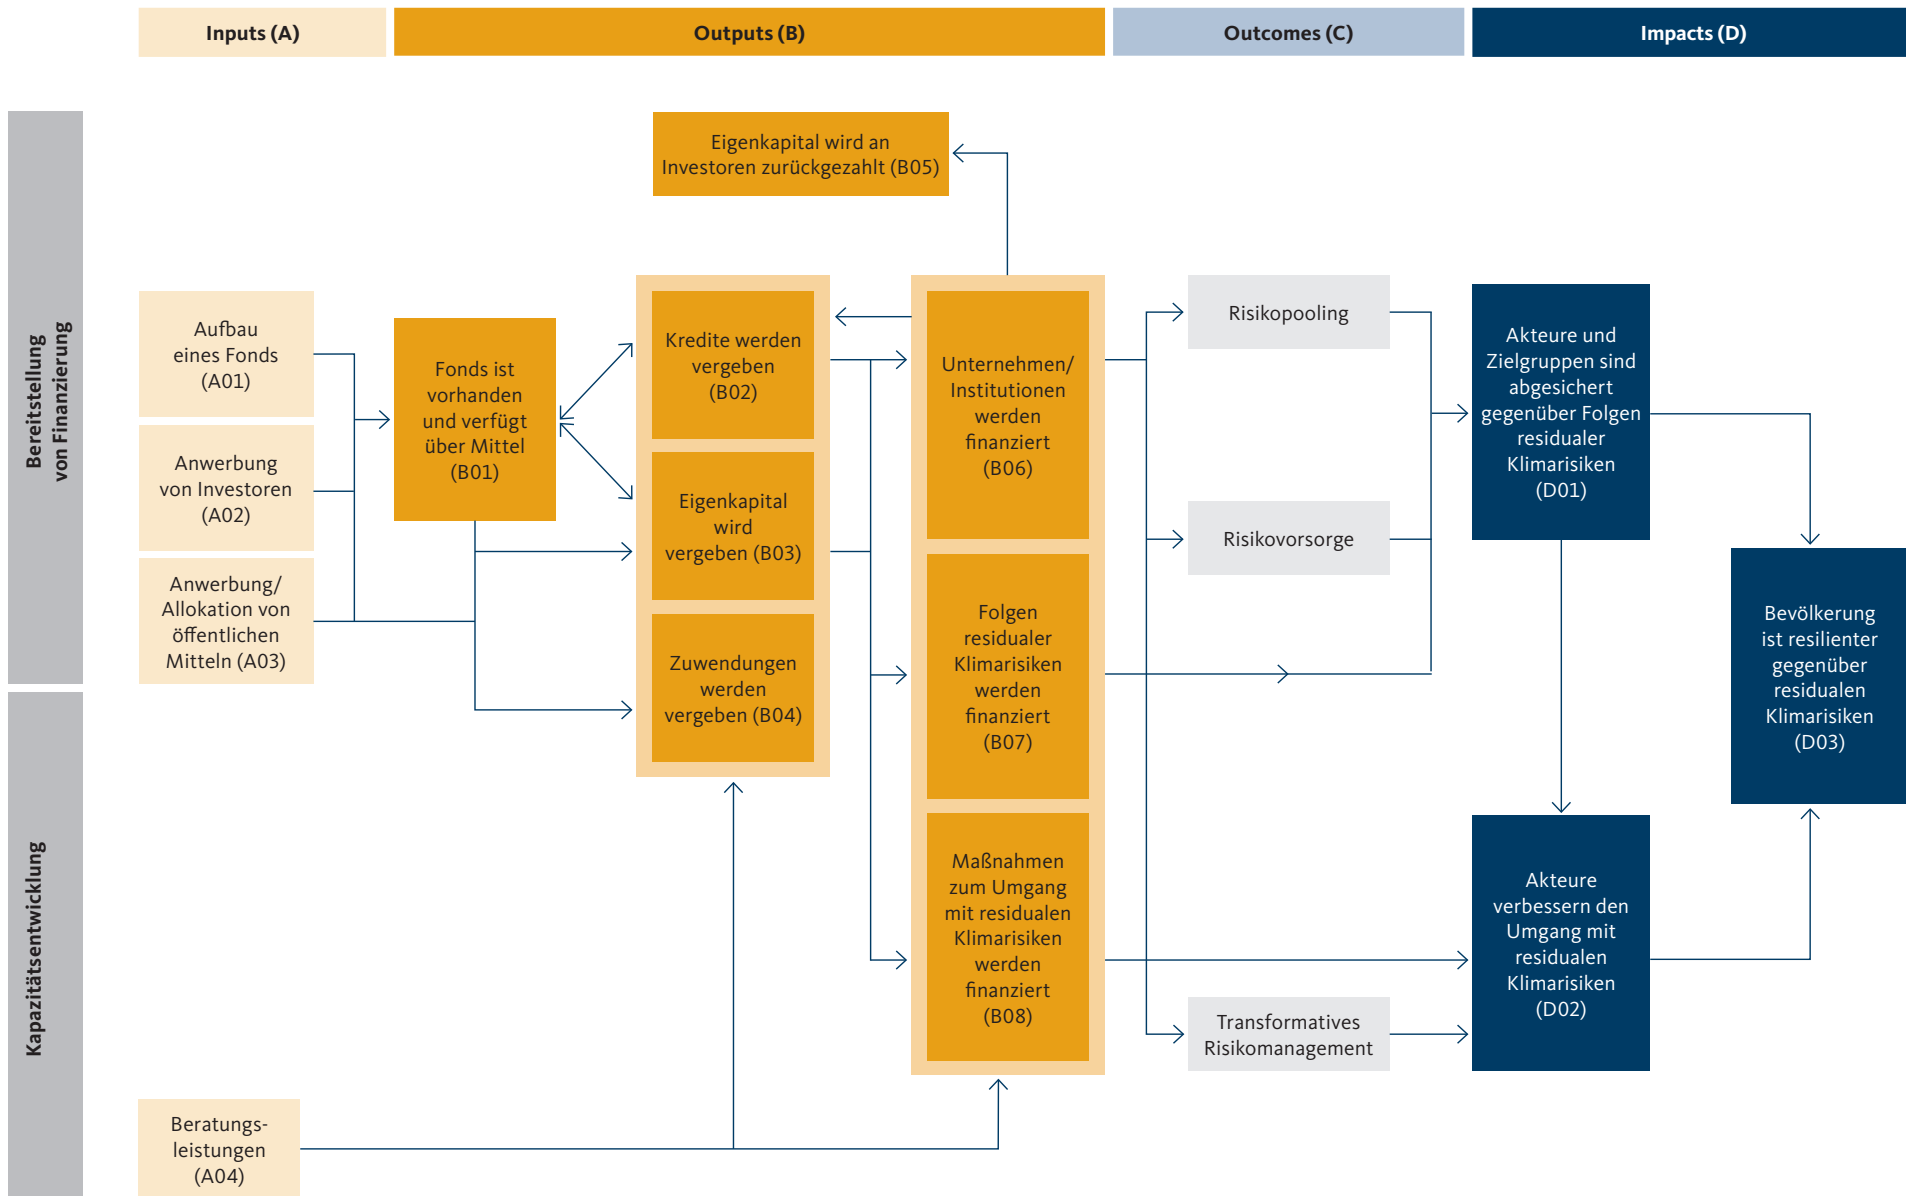 Inputs (A)
Outputs (B)
Outcomes (C)
Impacts (D)
Bereitstellung
von Finanzierung
Kapazitätsentwicklung
Aufbau
eines Fonds
(A01)
Anwerbung
von Investoren
(A02)
Anwerbung/
Allokation von
öffentlichen
Mitteln (A03)
Beratungs-
leistungen
(A04)
Fonds ist
vorhanden
und verfügt
über Mittel
(B01)
Eigenkapital wird an
Investoren zurückgezahlt (B05)
Kredite werden
vergeben
(B02)
Eigenkapital
wird
vergeben (B03)
Zuwendungen
werden
vergeben (B04)
Unternehmen/
Institutionen
werden
finanziert
(B06)
Folgen
residualer
Klimarisiken
werden
finanziert
(B07)
Maßnahmen
zum Umgang
mit residualen
Klimarisiken
werden
finanziert
(B08)
Risikopooling
Risikovorsorge
Transformatives
Risikomanagement
Akteure und
Zielgruppen sind
abgesichert
gegenüber Folgen
residualer
Klimarisiken
(D01)
Akteure
verbessern den
Umgang mit
residualen
Klimarisiken
(D02)
Bevölkerung
ist resilienter
gegenüber
residualen
Klimarisiken
(D03)